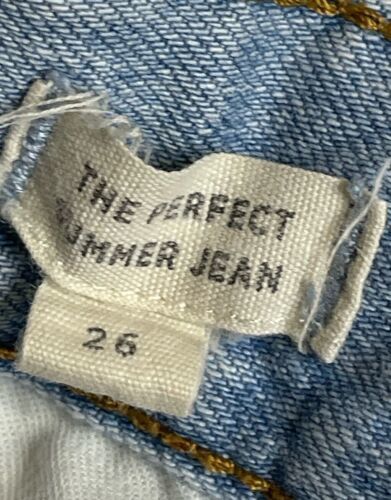 THE PERFECT
SUMMER JEAN
26